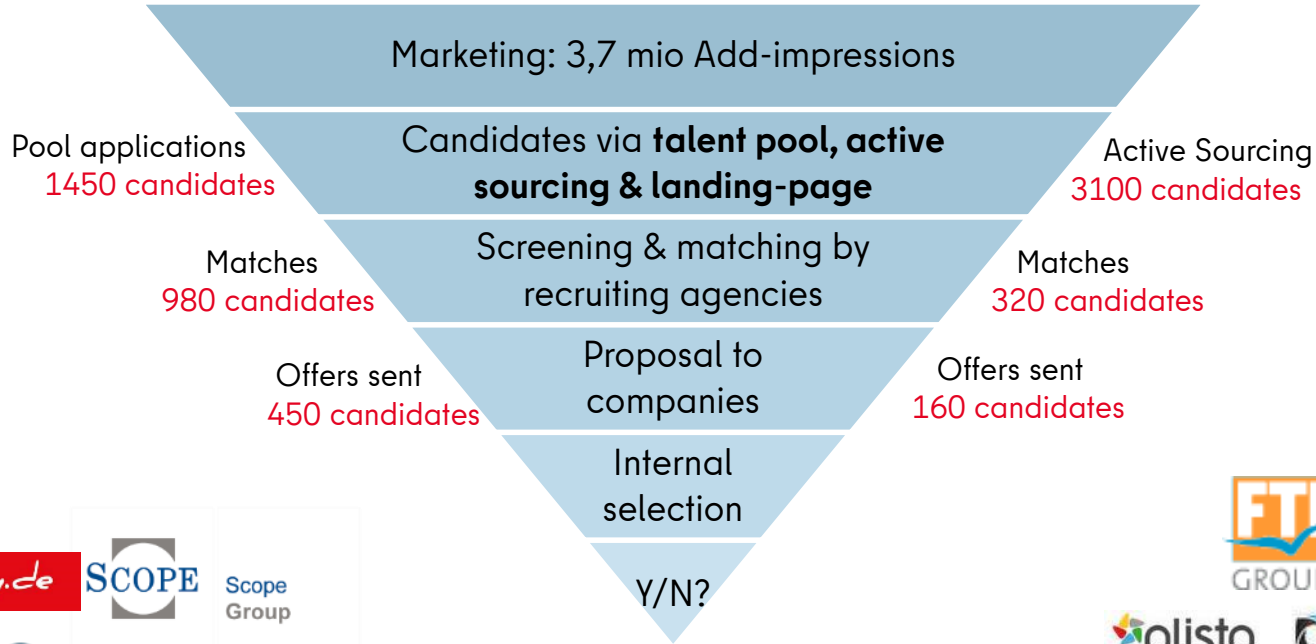 Marketing: 3,7 mio Add-impressions
Pool applications
1450 candidates
Candidates via talent pool, active
sourcing & landing-page
Active Sourcing
3100 candidates
Matches
980 candidates
Screening & matching by
recruiting agencies
Matches
320 candidates
Offers sent
450 candidates
Proposal to
companies
Offers sent
160 candidates
Internal
selection
Y/N?
.de
SCOPE
Scope
Group
GROUP